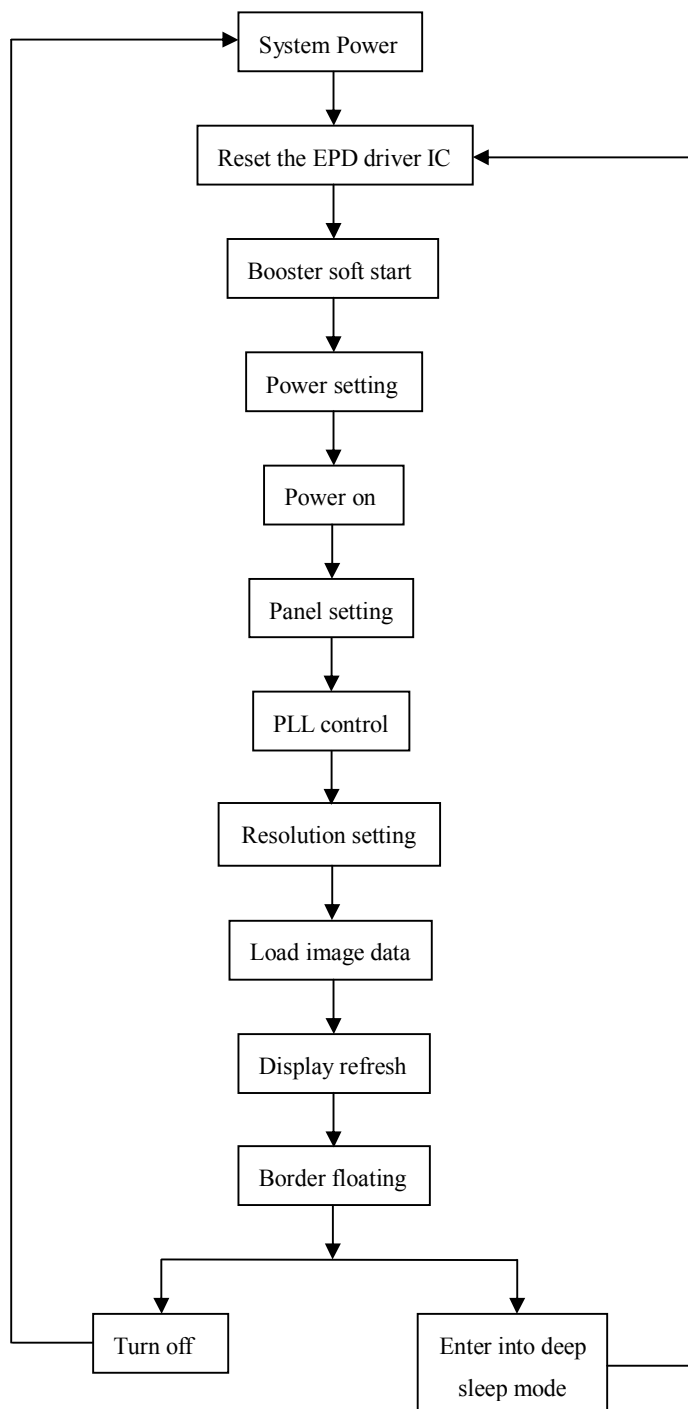 System Power
Reset the EPD driver IC
Booster soft start
Power setting
Power on
Panel setting
PLL control
Resolution setting
Load image data
Display refresh
Border floating
Turn off
Enter into deep
sleep mode